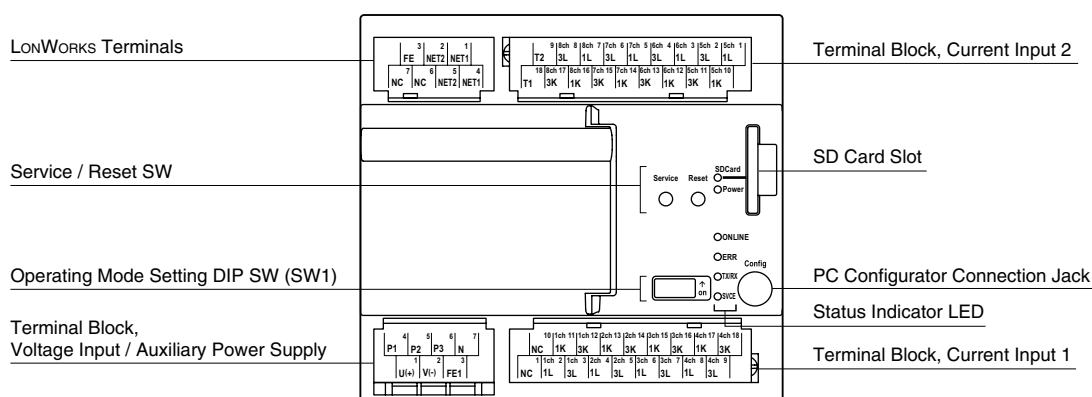 LonWorks Terminals
Service / Reset SW
Operating Mode Setting DIP SW (SW1)
Terminal Block,
Voltage Input / Auxiliary Power Supply
3 2 1
FE NET2 NET1
7 6 5 4
NC NC NET2 NET1
9 8ch 8 8ch 7 7ch 6 7ch 5 6ch 4 6ch 3 5ch 2 5ch 1
T2 3L 1L 3L 1L 3L 1L 3L 1L
18 8ch 17 8ch 16 7ch 15 7ch 14 6ch 13 6ch 12 5ch 11 5ch 10
T1 3K 1K 3K 1K 3K 1K 3K 1K
Service Reset
SDCard
Power
ONLINE
ERR
TX/RX
SVCE
Config
↑
on
4 5 6 7
P1 P2 P3 N
1 2 3
U(+) V(-) FE1
10 1ch 11 1ch 12 2ch 13 2ch 14 3ch 15 3ch 16 4ch 17 4ch 18
NC 1K 3K 1K 3K 1K 3K 1K 3K
1 1ch 2 1ch 3 2ch 4 2ch 5 3ch 6 3ch 7 4ch 8 4ch 9
NC 1L 3L 1L 3L 1L 3L 1L 3L
Terminal Block, Current Input 2
SD Card Slot
PC Configurator Connection Jack
Status Indicator LED
Terminal Block, Current Input 1